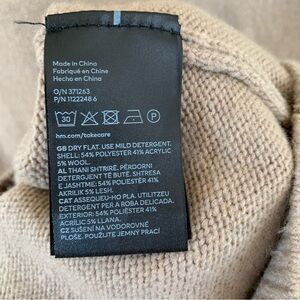 Made in China
Fabriqué en Chine
Hecho en China
O/N 371263
P/N 1122248 6
30
P
hm.com/takecare
GB DRY FLAT. USE MILD DETERGENT.
SHELL: 54% POLYESTER 41% ACRYLIC
5% WOOL.
AL THANI SHTRIRË. PËRDORNI
DETERGJENT TË BUTË. SHTRESA
E JASHTME: 54% POLIESTËR 41%
AKRILIK 5% LESH.
CAT ASSEQUEU-HO PLA. UTILITZEU
DETERGENT PER A ROBA DELICADA.
EXTERIOR: 54% POLIÈSTER 41%
ACRÍLIC 5% LLANA.
CZ SUŠENÍ NA VODOROVNÉ
PLOŠE. POUŽIJTE JEMNÝ PRACÍ